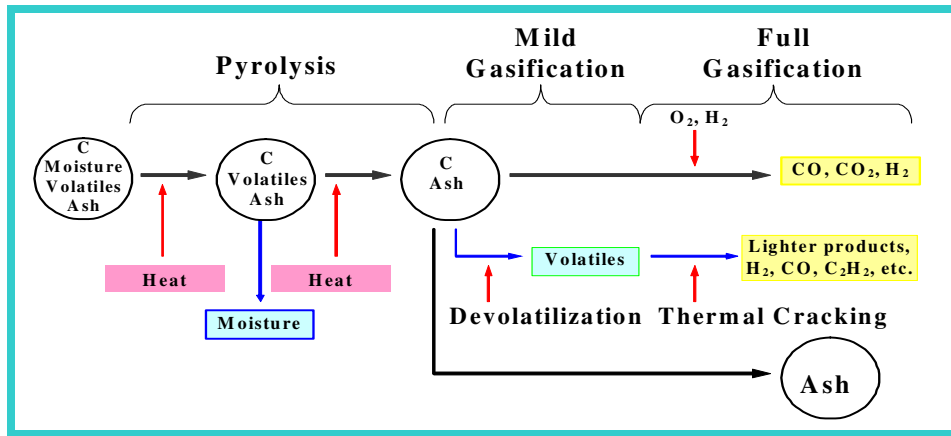 Pyrolysis
Mild
Gasification
Full
Gasification
O₂, H₂
C
Moisture
Volatiles
Ash
C
Volatiles
Ash
C
Ash
CO, CO₂, H₂
Heat
Heat
Moisture
Volatiles
Lighter products,
H₂, CO, C₂H₂, etc.
Devolatilization
Thermal Cracking
Ash